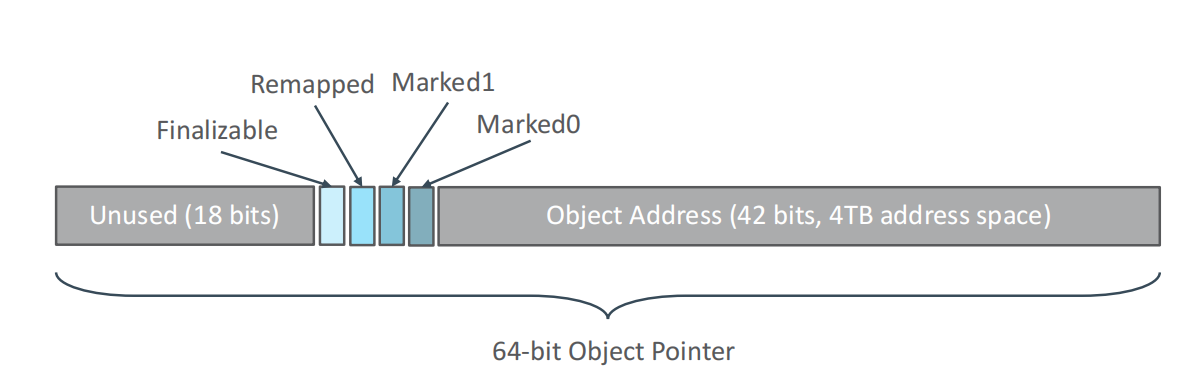 Remapped
Marked1
Finalizable
Marked0
Unused (18 bits)
Object Address (42 bits, 4TB address space)
64-bit Object Pointer